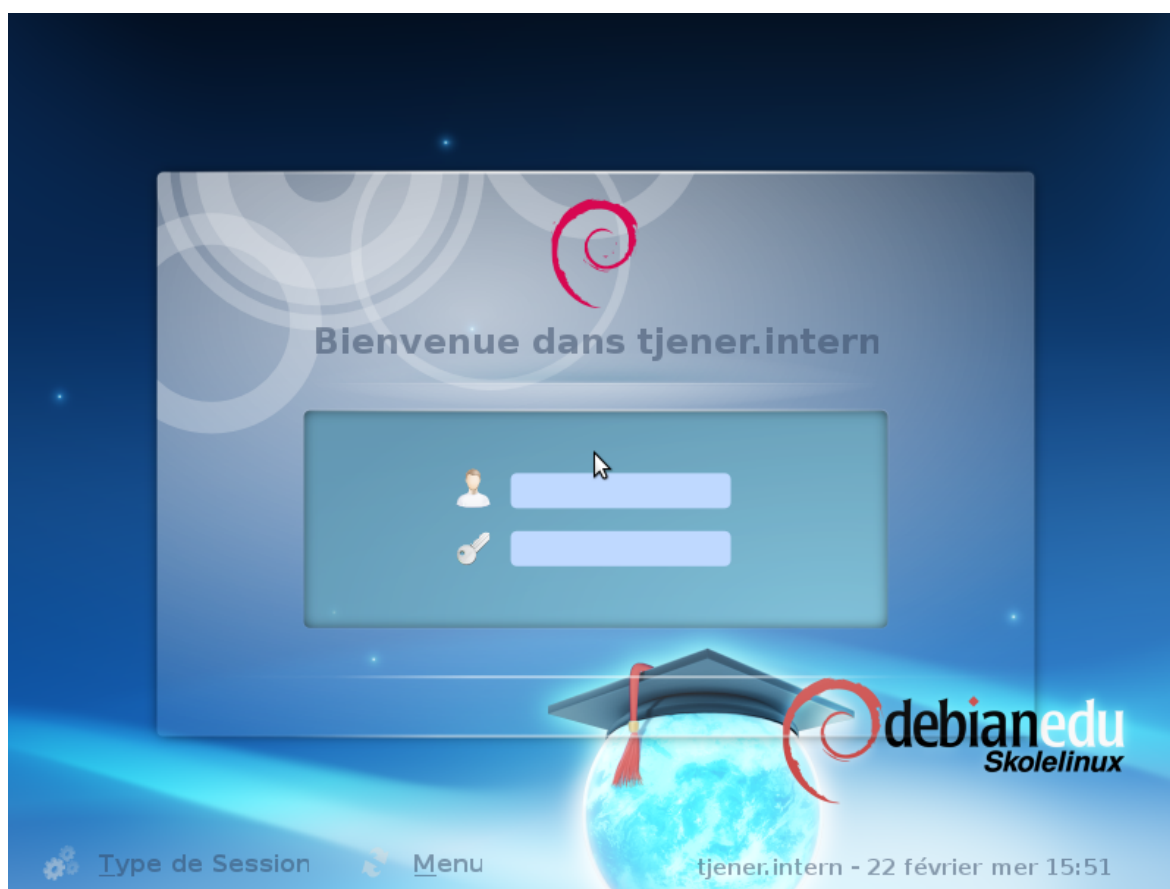 Bienvenue dans tjener.intern
debianedu
Skolelinux
Type de Session
Menu
tjener.intern - 22 février mer 15:51